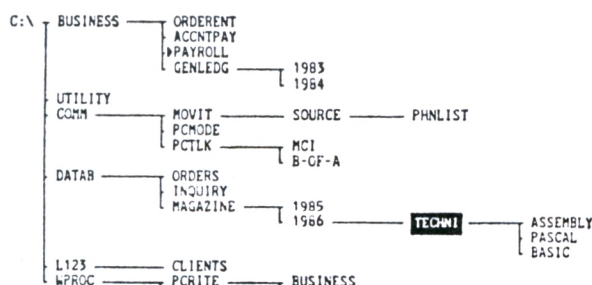 C:\ BUSINESS ORDERENT
ACCNTPAY
PAYROLL
GENLEDG 1983
1984
UTILITY
COMM MOVIT SOURCE PHNLIST
PCMODE
PCTLK MCI
B-OF-A
DATAB ORDERS
INQUIRY
MAGAZINE 1985
1986 TECHNI ASSEMBLY
PASCAL
BASIC
L123 CLIENTS
WPROC PCRITE BUSINESS